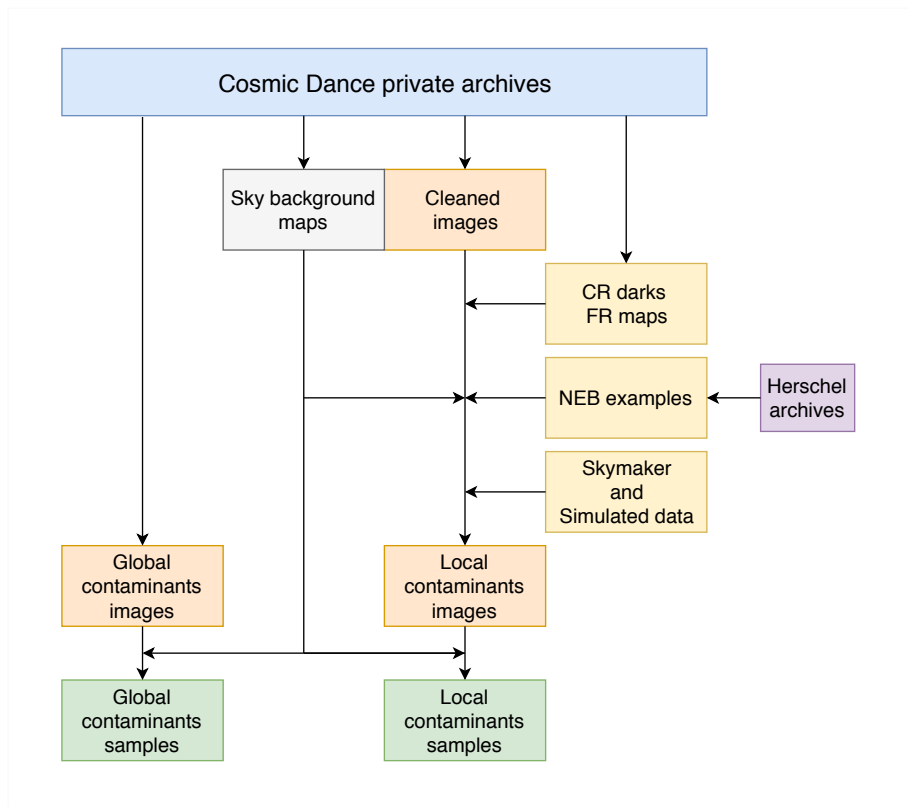 Cosmic Dance private archives
Sky background
maps
Cleaned
images
CR darks
FR maps
NEB examples
Herschel
archives
Skymaker
and
Simulated data
Global
contaminants
images
Local
contaminants
images
Global
contaminants
samples
Local
contaminants
samples